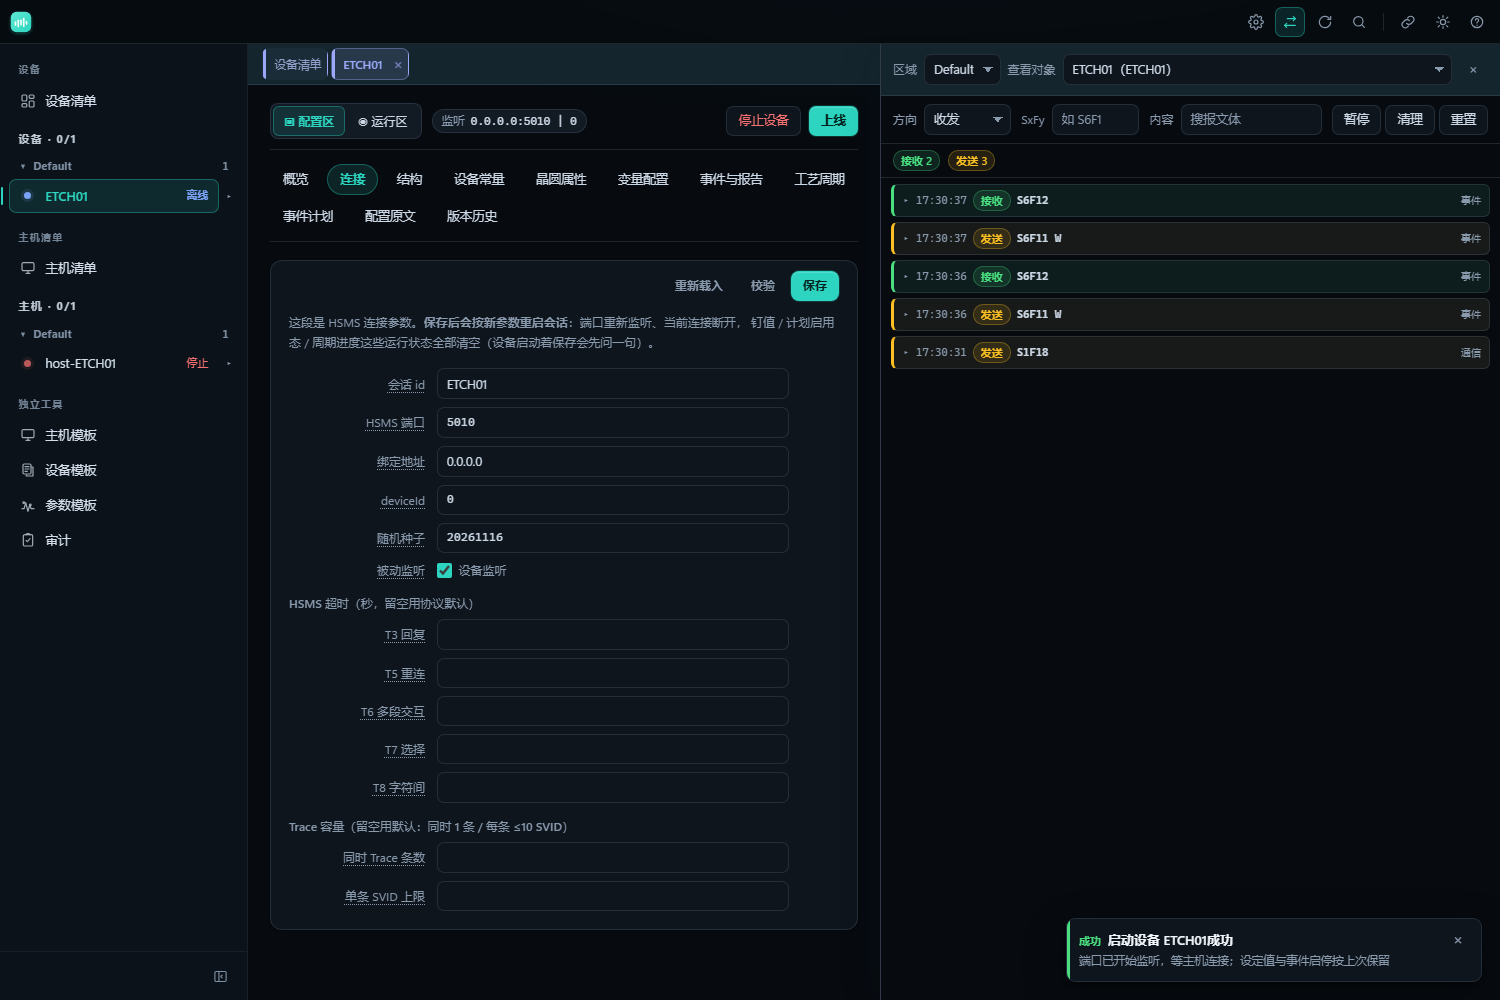 设备
设备清单
设备 · 0/1
Default 1
ETCH01 离线
主机清单
主机清单
主机 · 0/1
Default 1
host-ETCH01 停止
独立工具
主机模板
设备模板
参数模板
审计
设备清单 ETCH01 ×
配置区 运行区 监听 0.0.0.0:5010 | 0 停止设备 上线
概览 连接 结构 设备常量 晶圆属性 变量配置 事件与报告 工艺周期
事件计划 配置原文 版本历史
重新载入 校验 保存
这段是 HSMS 连接参数。保存后会按新参数重启会话：端口重新监听、当前连接断开， 钉值 / 计划启用
态 / 周期进度这些运行状态全部清空（设备启动着保存会先问一句）。
会话 id ETCH01
HSMS 端口 5010
绑定地址 0.0.0.0
deviceId 0
随机种子 20261116
被动监听 设备监听
HSMS 超时（秒，留空用协议默认）
T3 回复
T5 重连
T6 多段交互
T7 选择
T8 字符间
Trace 容量（留空用默认：同时 1 条 / 每条 ≤10 SVID）
同时 Trace 条数
单条 SVID 上限
区域 Default 查看对象 ETCH01 (ETCH01) ×
方向 收发 SxFy 如 S6F1 内容 搜报文体 暂停 清理 重置
接收 2 发送 3
17:30:37 接收 S6F12 事件
17:30:37 发送 S6F11 W 事件
17:30:36 接收 S6F12 事件
17:30:36 发送 S6F11 W 事件
17:30:31 发送 S1F18 通信
成功 启动设备 ETCH01成功 ×
端口已开始监听，等主机连接；设定值与事件启停按上次保留